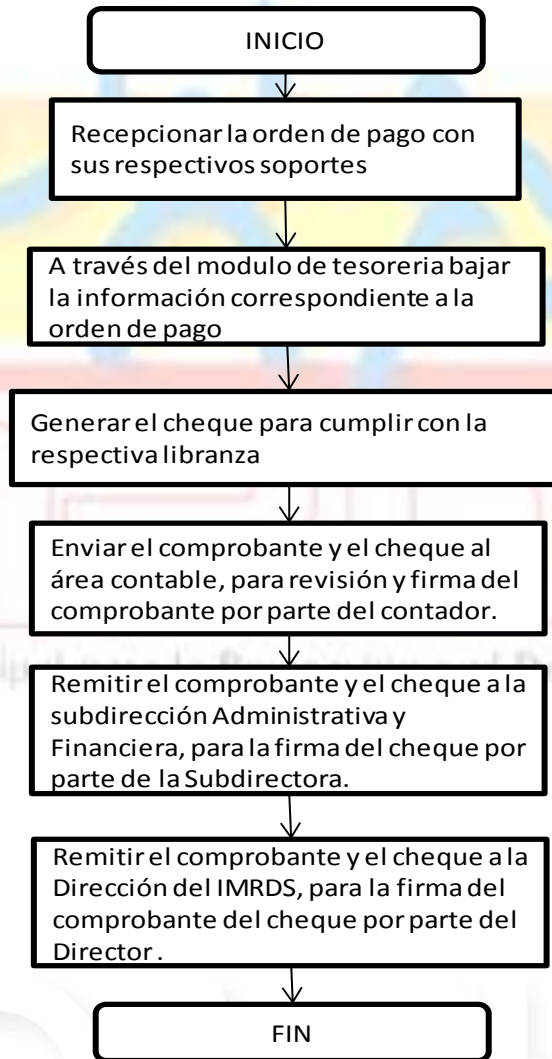 INICIO
Recepcionar la orden de pago con
sus respectivos soportes
A través del modulo de tesoreria bajar
la información correspondiente a la
orden de pago
Generar el cheque para cumplir con la
respectiva libranza
Enviar el comprobante y el cheque al
área contable, para revisión y firma del
comprobante por parte del contador.
Remitir el comprobante y el cheque a la
subdirección Administrativa y
Financiera, para la firma del cheque por
parte de la Subdirectora.
Remitir el comprobante y el cheque a la
Dirección del IMRDS, para la firma del
comprobante del cheque por parte del
Director .
FIN